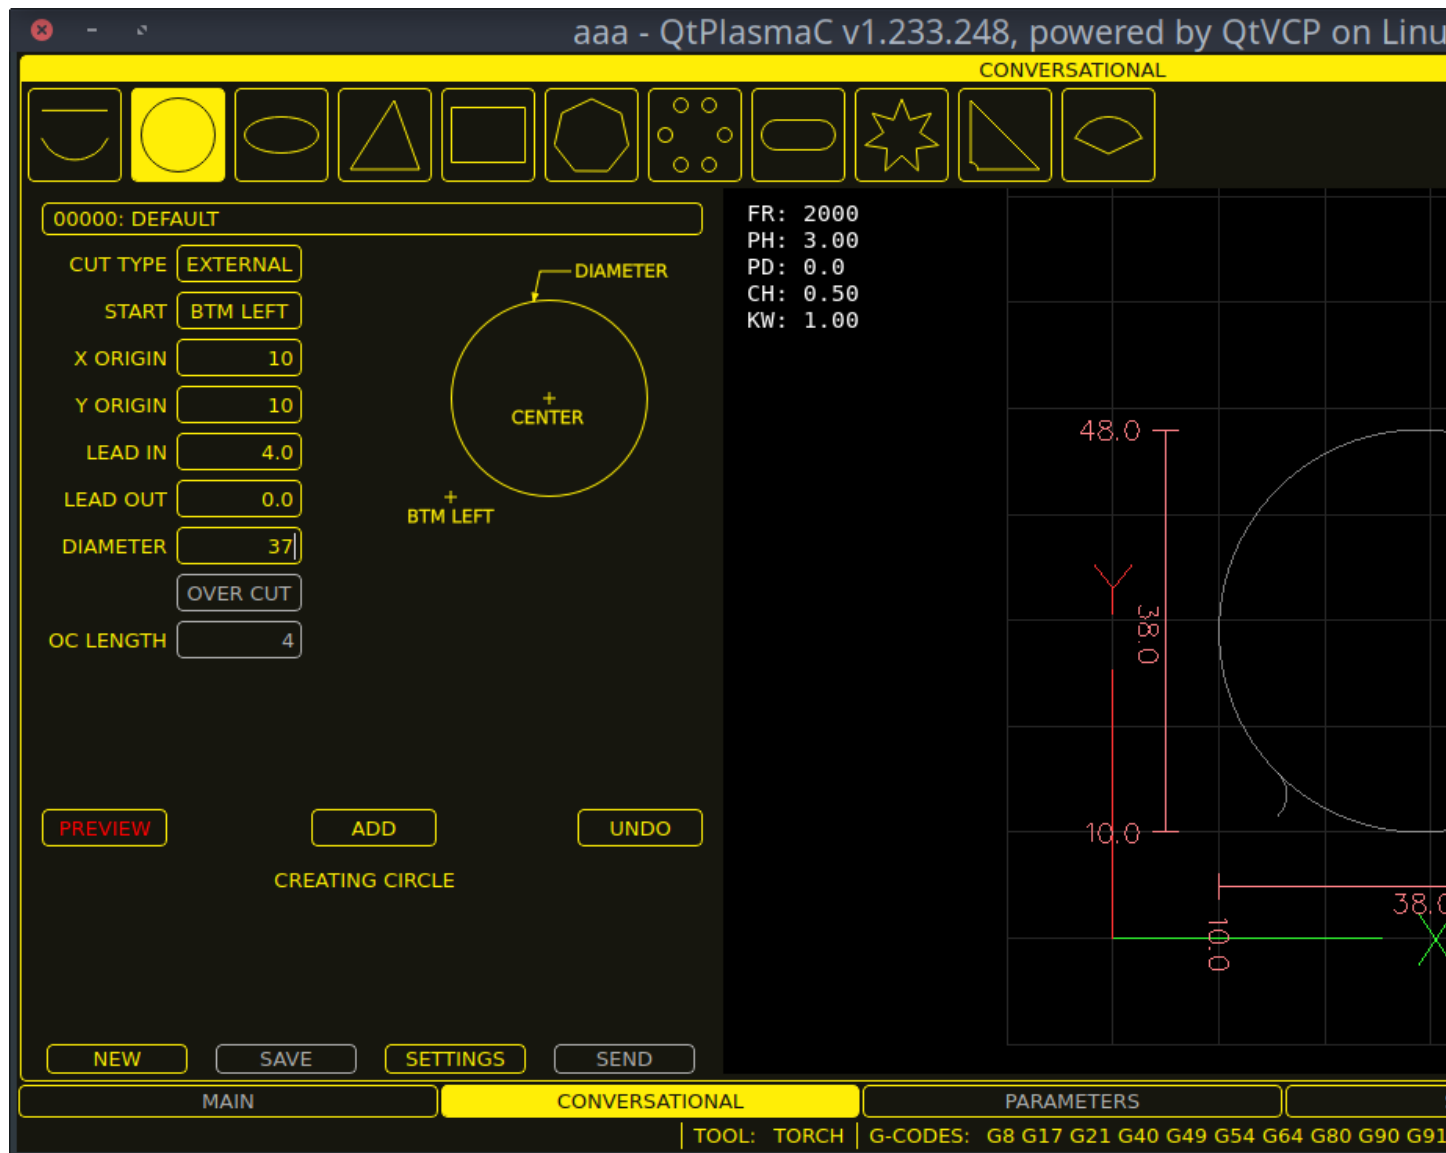 aaa - QtPlasmaC v1.233.248, powered by QtVCP on Linu
CONVERSATIONAL
00000: DEFAULT
CUT TYPE EXTERNAL
START BTM LEFT
X ORIGIN 10
Y ORIGIN 10
LEAD IN 4.0
LEAD OUT 0.0
DIAMETER 37
OVER CUT
OC LENGTH 4
DIAMETER
CENTER
BTM LEFT
PREVIEW ADD UNDO
CREATING CIRCLE
NEW SAVE SETTINGS SEND
FR: 2000
PH: 3.00
PD: 0.0
CH: 0.50
KW: 1.00
48.0
Y
38.0
10.0
38.0
10.0
X
MAIN CONVERSATIONAL PARAMETERS
TOOL: TORCH G-CODES: G8 G17 G21 G40 G49 G54 G64 G80 G90 G91